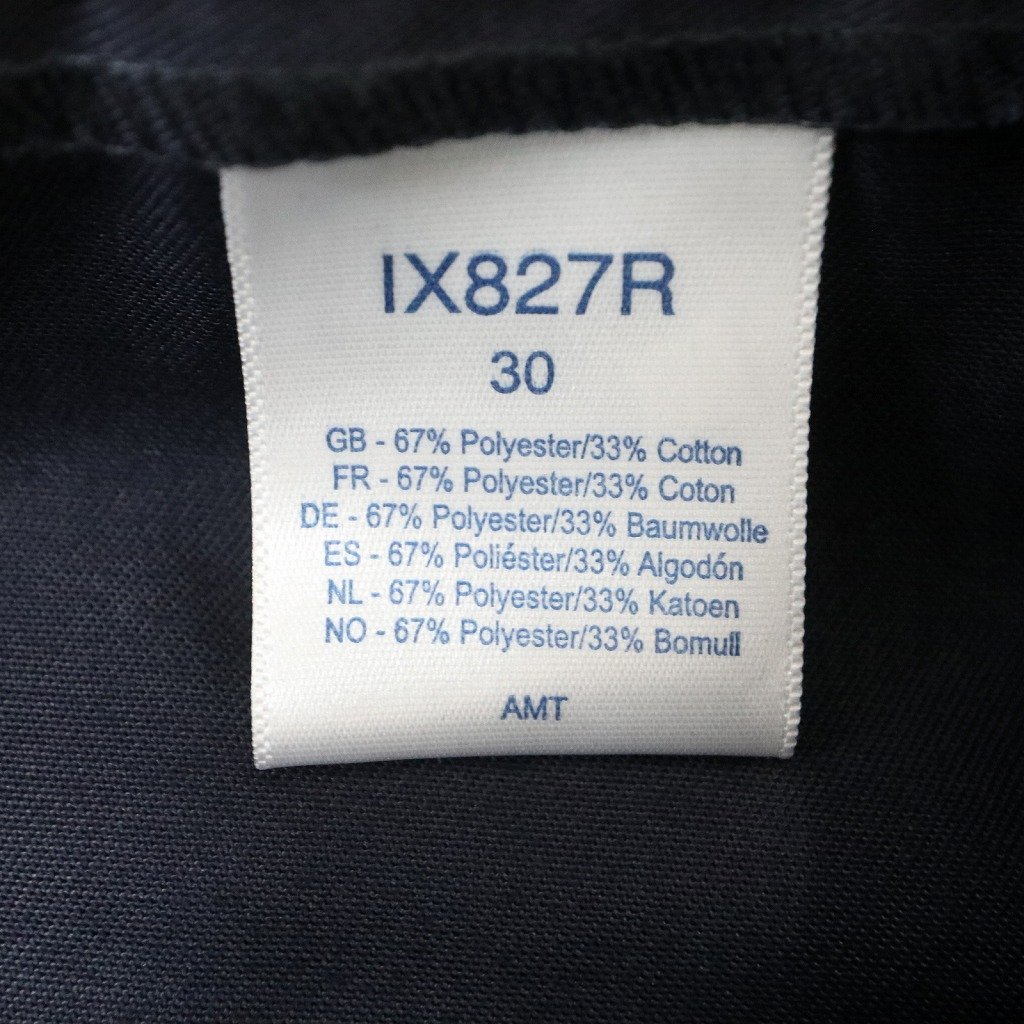 IX827R
30
GB - 67% Polyester/33% Cotton
FR - 67% Polyester/33% Coton
DE - 67% Polyester/33% Baumwolle
ES - 67% Poliéster/33% Algodón
NL - 67% Polyester/33% Katoen
NO - 67% Polyester/33% Bomull
AMT